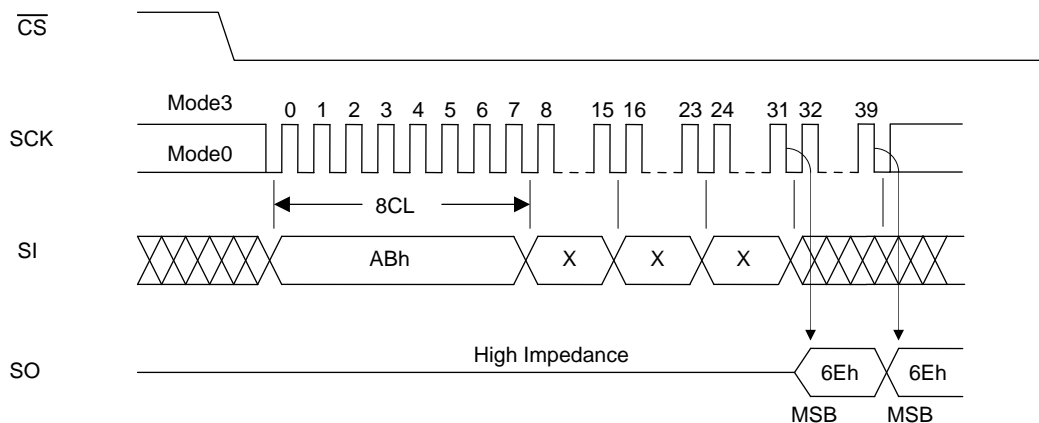 CS
Mode3
0 1 2 3 4 5 6 7 8 15 16 23 24 31 32 39
SCK
Mode0
8CL
SI
ABh X X X
High Impedance
SO
6Eh 6Eh
MSB MSB